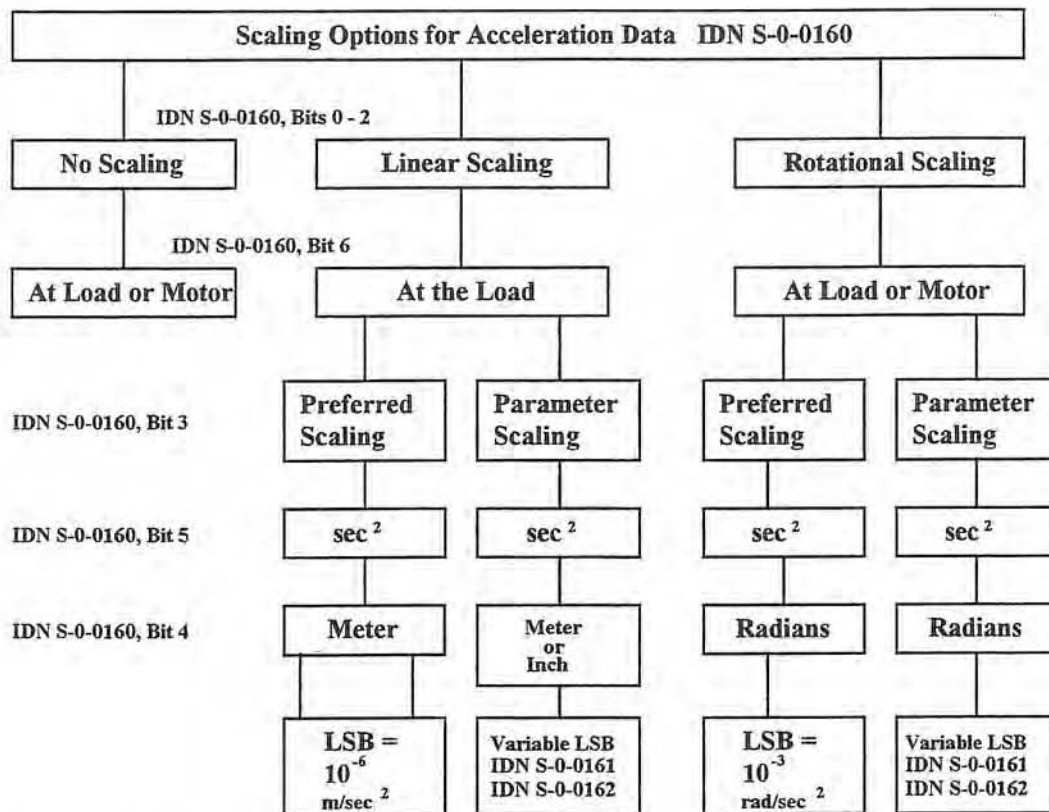 Scaling Options for Acceleration Data IDN S-0-0160
IDN S-0-0160, Bits 0 - 2
No Scaling
Linear Scaling
Rotational Scaling
IDN S-0-0160, Bit 6
At Load or Motor
At the Load
At Load or Motor
IDN S-0-0160, Bit 3
Preferred
Scaling
Parameter
Scaling
Preferred
Scaling
Parameter
Scaling
IDN S-0-0160, Bit 5
sec ²
sec ²
sec ²
sec ²
IDN S-0-0160, Bit 4
Meter
Meter
or
Inch
Radians
Radians
LSB =
10⁻⁶
m/sec ²
Variable LSB
IDN S-0-0161
IDN S-0-0162
LSB =
10⁻³
rad/sec ²
Variable LSB
IDN S-0-0161
IDN S-0-0162